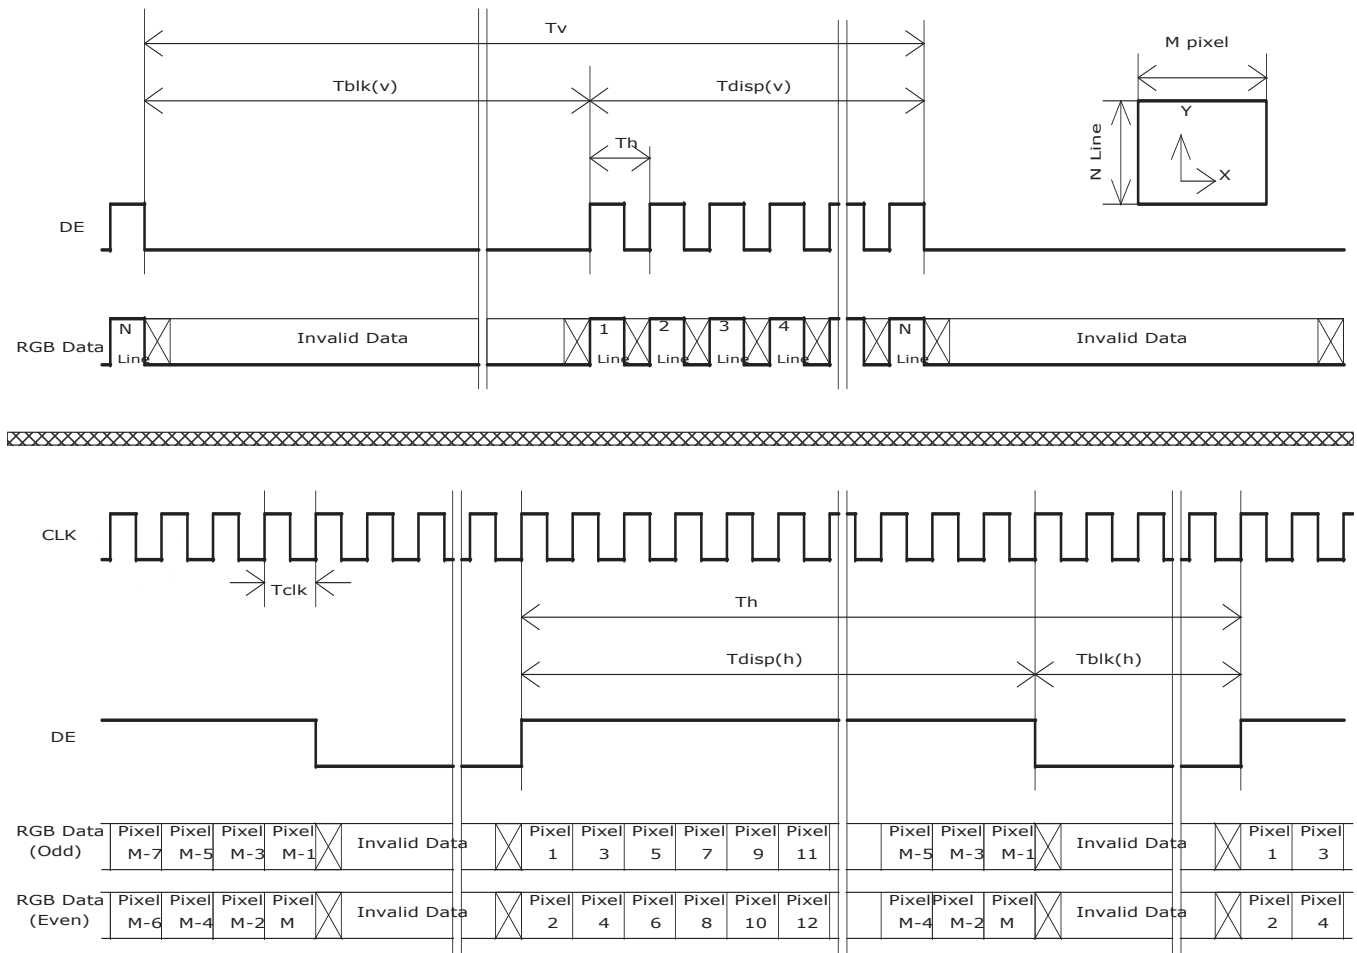 Tv
M pixel
Tblk(v)
Tdisp(v)
Y
Th
N Line
X
DE
N
1
2
3
4
N
RGB Data
Invalid Data
Invalid Data
Line
Line
Line
Line
Line
Line
CLK
Tclk
Th
Tdisp(h)
Tblk(h)
DE
RGB Data
Pixel Pixel Pixel Pixel
Pixel Pixel Pixel Pixel Pixel Pixel
Pixel Pixel Pixel
Pixel Pixel
(Odd)
M-7 M-5 M-3 M-1
Invalid Data
1 3 5 7 9 11
M-5 M-3 M-1
Invalid Data
1 3
RGB Data
Pixel Pixel Pixel Pixel
Pixel Pixel Pixel Pixel Pixel Pixel
Pixel Pixel Pixel
Pixel Pixel
(Even)
M-6 M-4 M-2 M
Invalid Data
2 4 6 8 10 12
M-4 M-2 M
Invalid Data
2 4